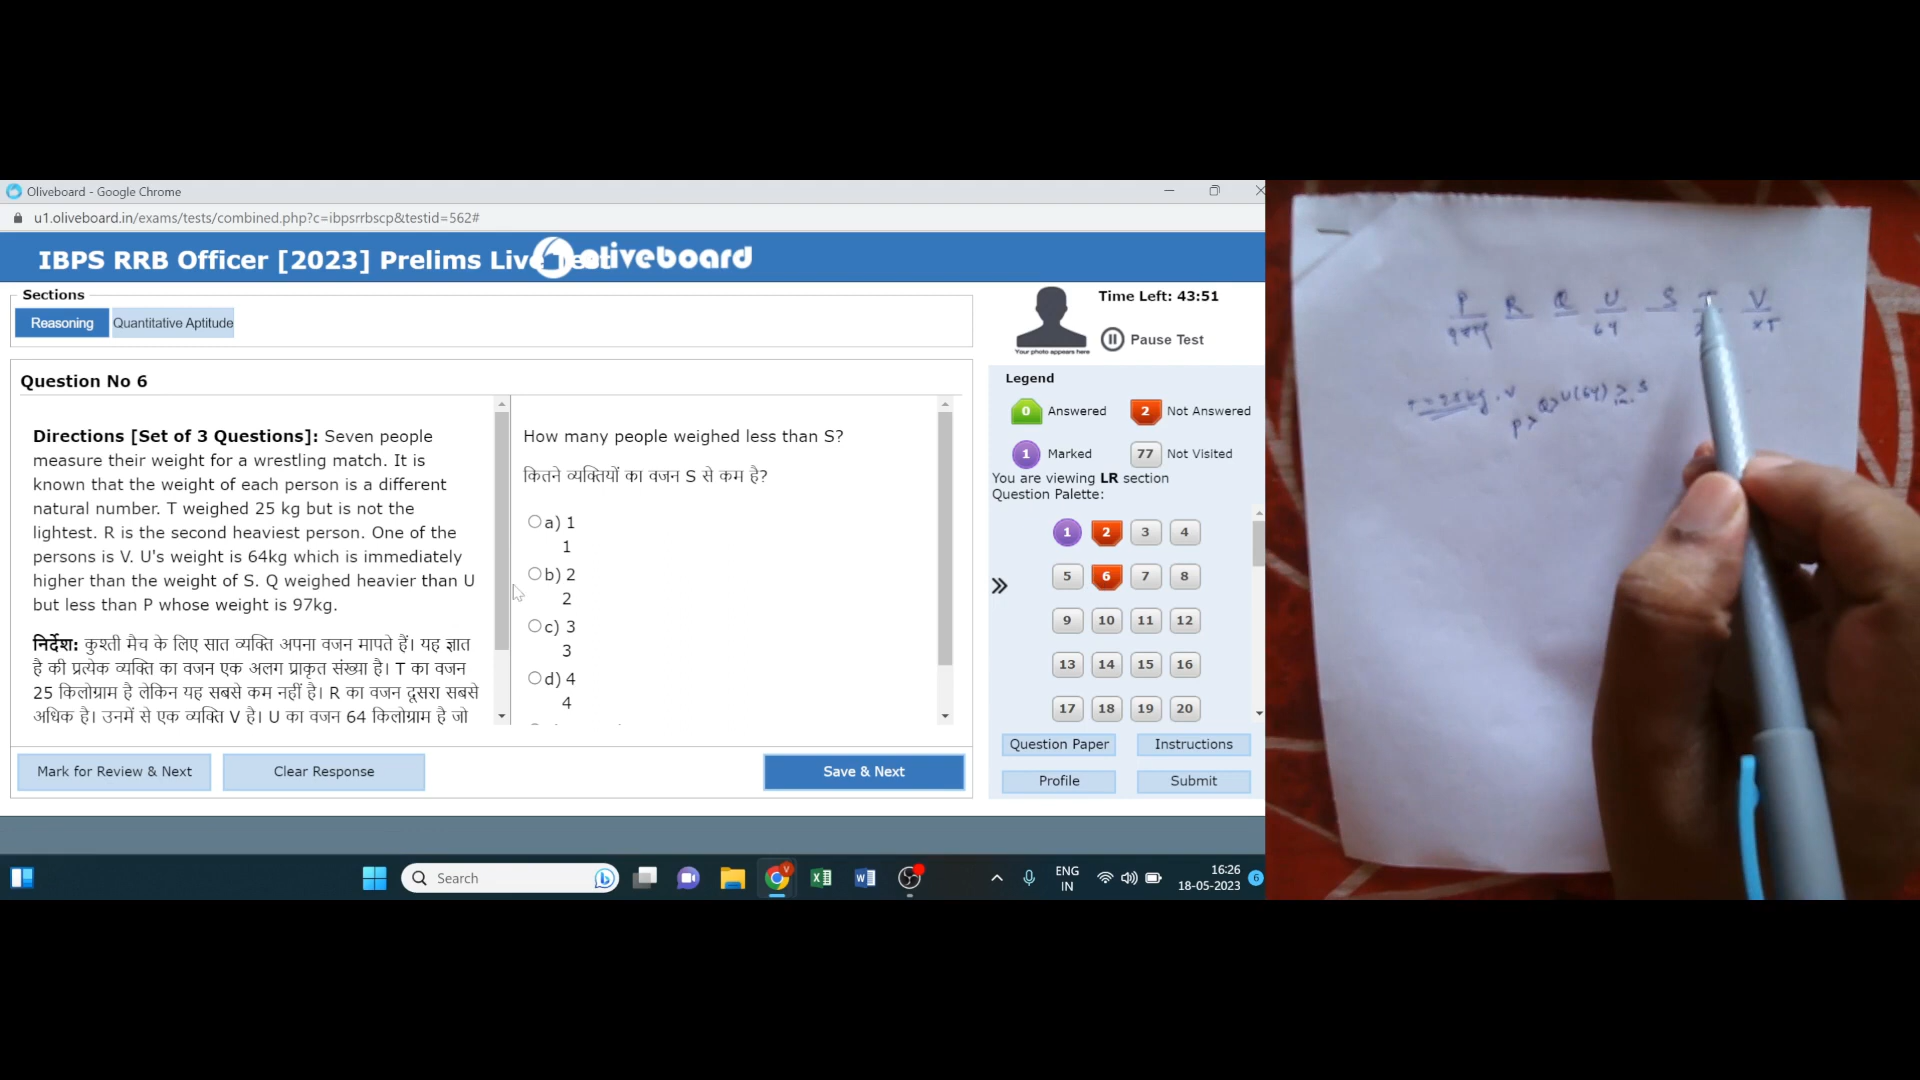 Oliveboard - Google Chrome
u1.oliveboard.in/exams/tests/combined.php?c=ibpsrrbscp&testid=562#
IBPS RRB Officer [2023] Prelims Live
oliveboard
Sections
Reasoning
Quantitative Aptitude
Your photo appears here
Time Left: 43:51
Pause Test
Question No 6
Directions [Set of 3 Questions]: Seven people
measure their weight for a wrestling match. It is
known that the weight of each person is a different
natural number. T weighed 25 kg but is not the
lightest. R is the second heaviest person. One of the
persons is V. U's weight is 64kg which is immediately
higher than the weight of S. Q weighed heavier than U
but less than P whose weight is 97kg.
निर्देश: कुश्ती मैच के लिए सात व्यक्ति अपना वजन मापते हैं। यह ज्ञात
है की प्रत्येक व्यक्ति का वजन एक अलग प्राकृत संख्या है। T का वजन
25 किलोग्राम है लेकिन यह सबसे कम नहीं है। R का वजन दूसरा सबसे
अधिक है। उनमें से एक व्यक्ति V है। U का वजन 64 किलोग्राम है जो
How many people weighed less than S?
कितने व्यक्तियों का वजन S से कम है?
a) 1
1
b) 2
2
c) 3
3
d) 4
4
Mark for Review & Next
Clear Response
Save & Next
Legend
0 Answered
2 Not Answered
1 Marked
77 Not Visited
You are viewing LR section
Question Palette:
1 2 3 4
5 6 7 8
9 10 11 12
13 14 15 16
17 18 19 20
Question Paper
Instructions
Profile
Submit
Search
ENG
IN
16:26
18-05-2023
6
P R Q U S T V
64
T = 25kg, V
P > Q > U(64) > S